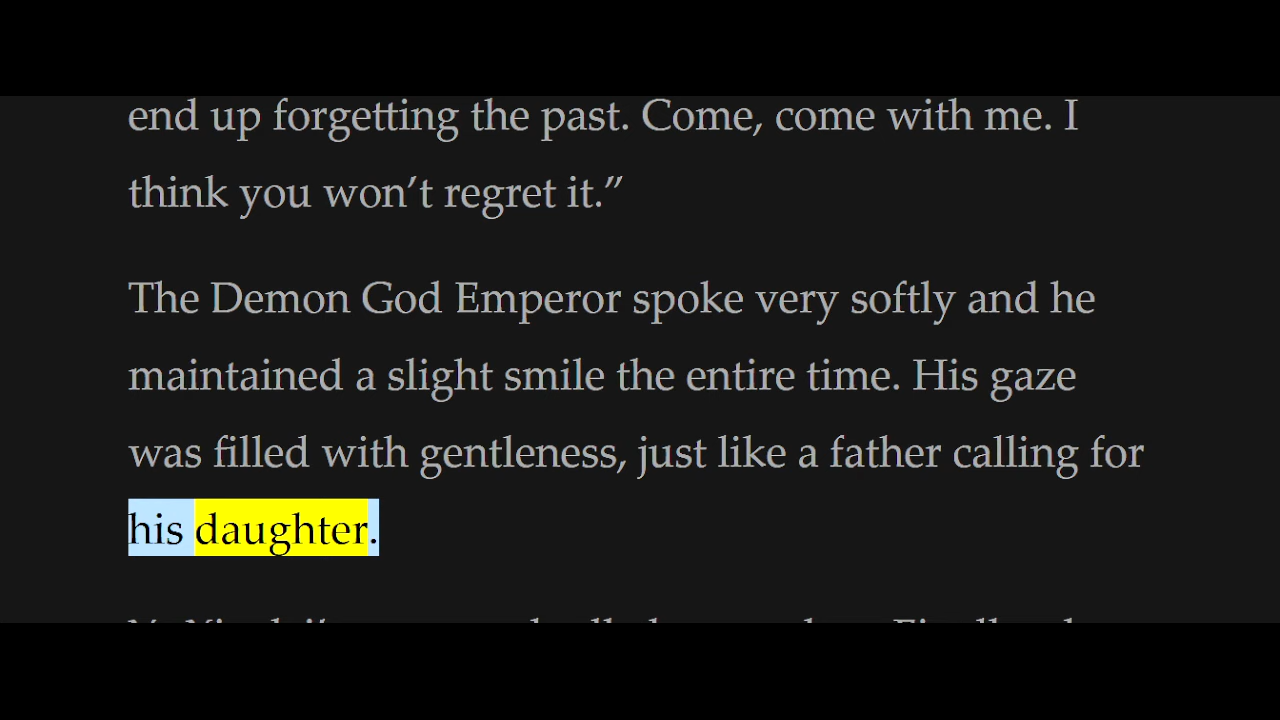 end up forgetting the past. Come, come with me. I
think you won’t regret it.”
The Demon God Emperor spoke very softly and he
maintained a slight smile the entire time. His gaze
was filled with gentleness, just like a father calling for
his daughter.